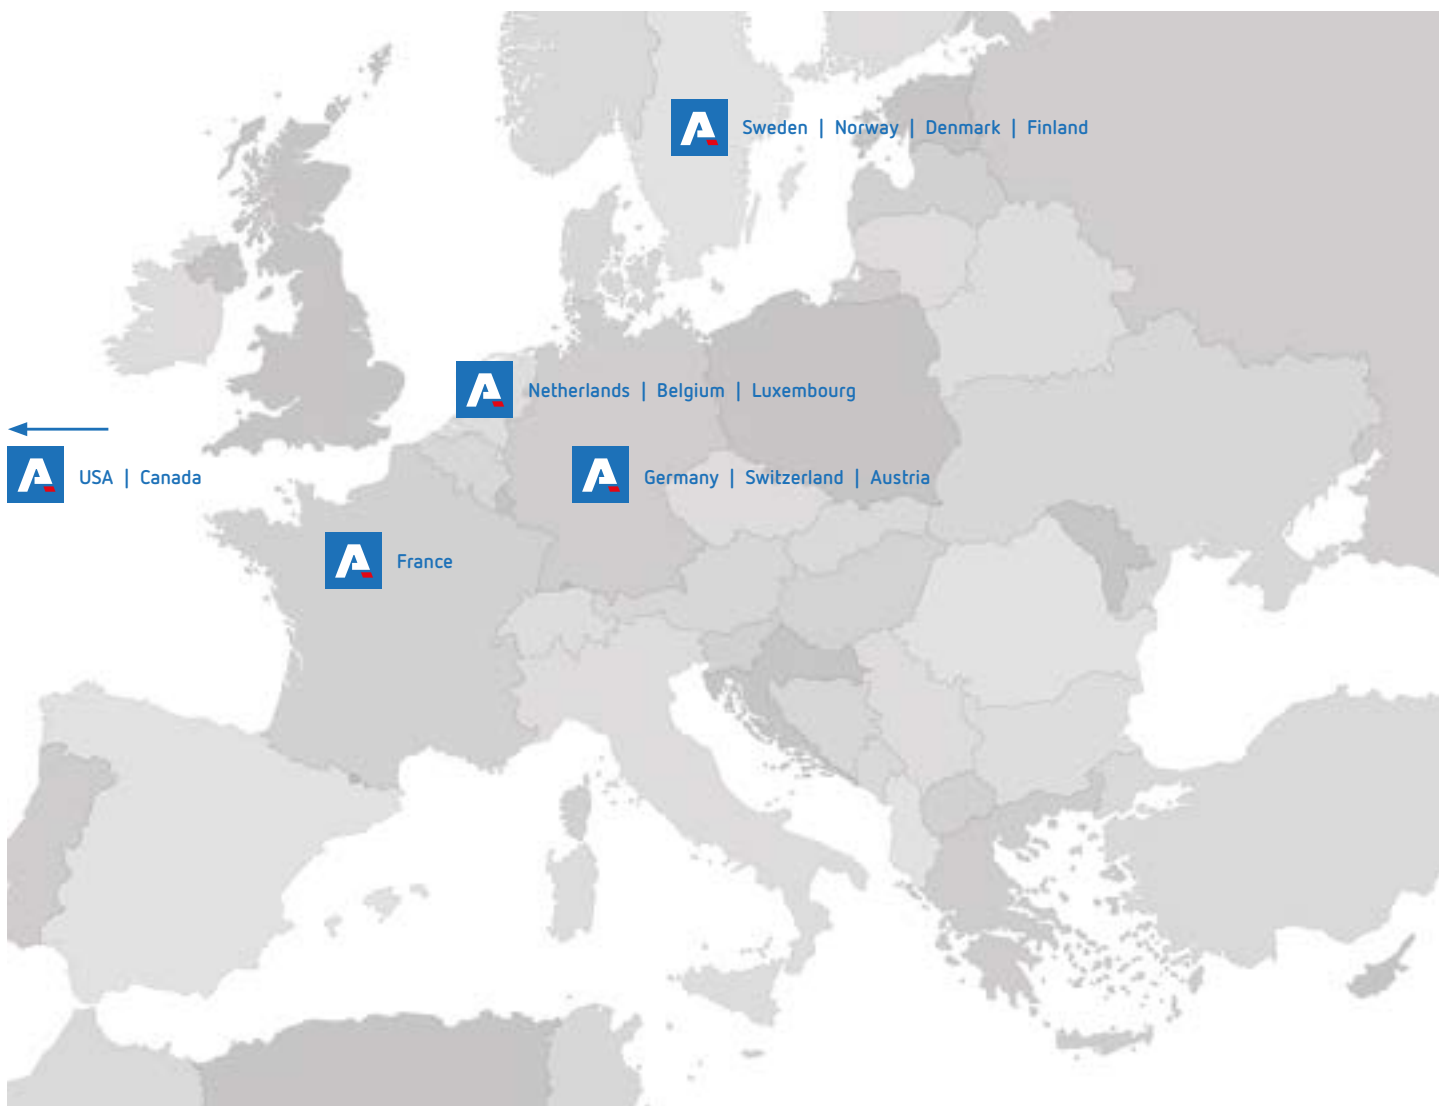 Sweden | Norway | Denmark | Finland
Netherlands | Belgium | Luxembourg
USA | Canada
Germany | Switzerland | Austria
France